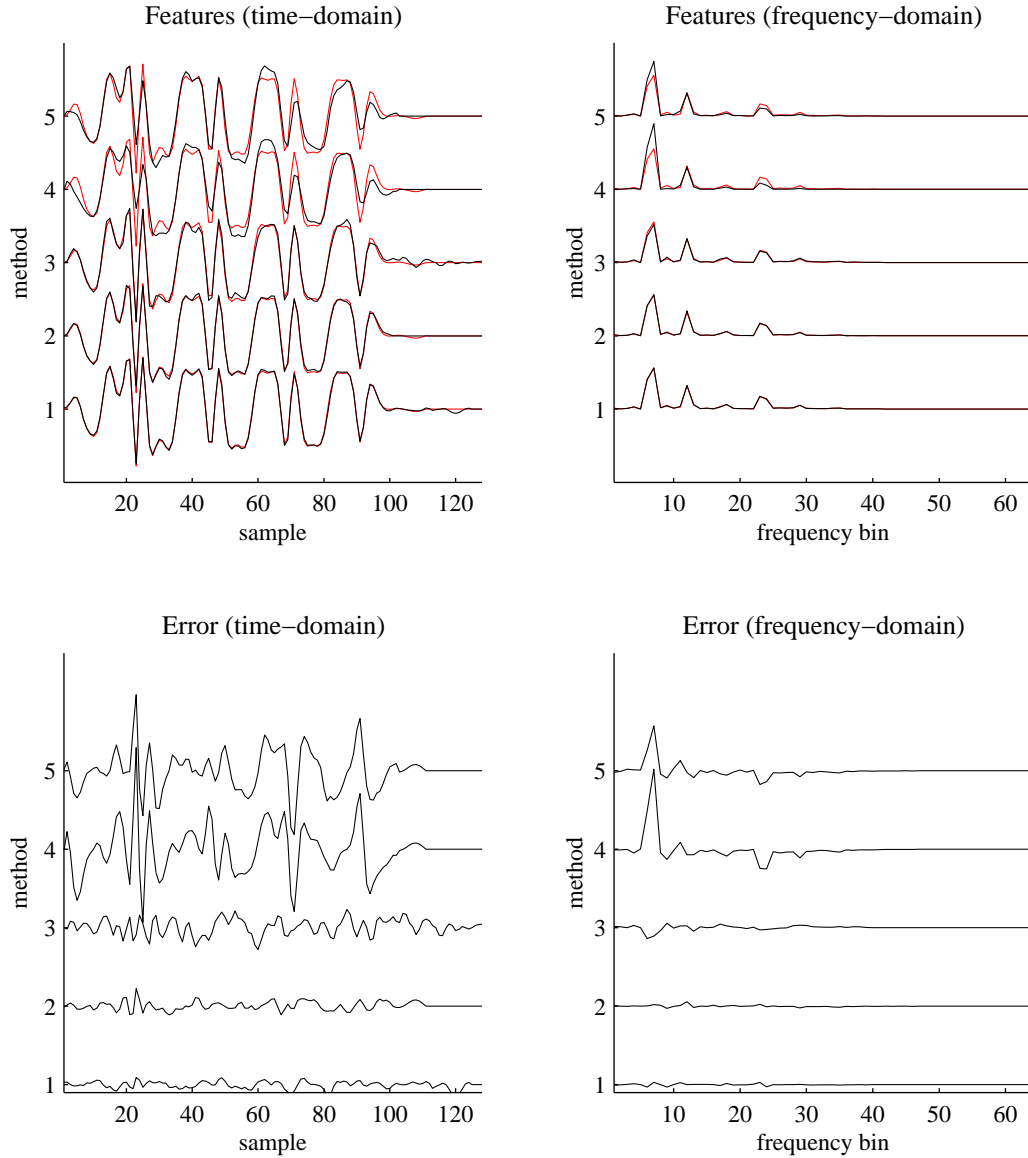 Features (time−domain)
5
4
3
2
1
method
20 40 60 80 100 120
sample
Features (frequency−domain)
5
4
3
2
1
method
10 20 30 40 50 60
frequency bin
Error (time−domain)
5
4
3
2
1
method
20 40 60 80 100 120
sample
Error (frequency−domain)
5
4
3
2
1
method
10 20 30 40 50 60
frequency bin